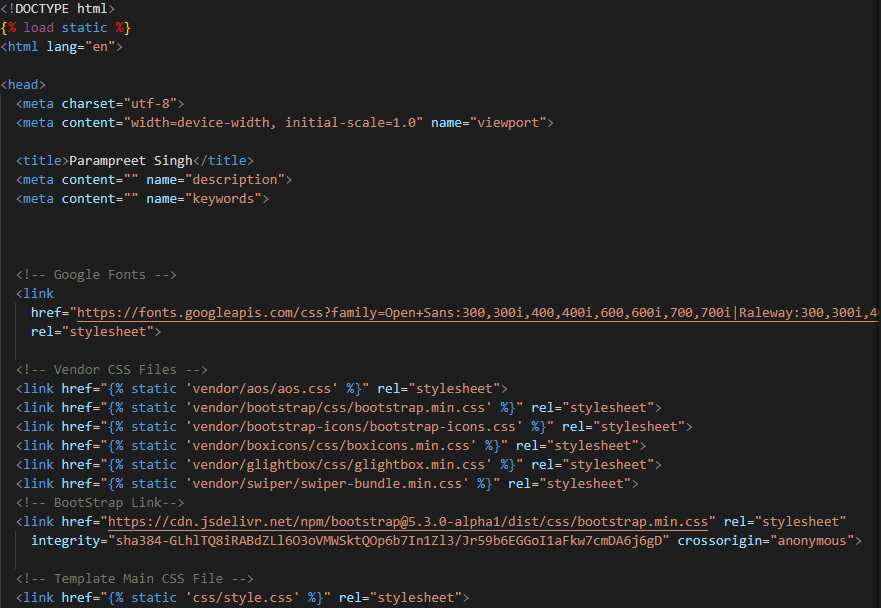 <!DOCTYPE html>
{% load static %}
<html lang="en">
<head>
<meta charset="utf-8">
<meta content="width=device-width, initial-scale=1.0" name="viewport">
<title>Parampreet Singh</title>
<meta content="" name="description">
<meta content="" name="keywords">
<!-- Google Fonts -->
<link
href="https://fonts.googleapis.com/css?family=Open+Sans:300,300i,400,400i,600,600i,700,700i|Raleway:300,300i,4
rel="stylesheet">
<!-- Vendor CSS Files -->
<link href="{% static 'vendor/aos/aos.css' %}" rel="stylesheet">
<link href="{% static 'vendor/bootstrap/css/bootstrap.min.css' %}" rel="stylesheet">
<link href="{% static 'vendor/bootstrap-icons/bootstrap-icons.css' %}" rel="stylesheet">
<link href="{% static 'vendor/boxicons/css/boxicons.min.css' %}" rel="stylesheet">
<link href="{% static 'vendor/glightbox/css/glightbox.min.css' %}" rel="stylesheet">
<link href="{% static 'vendor/swiper/swiper-bundle.min.css' %}" rel="stylesheet">
<!-- BootStrap Link-->
<link href="https://cdn.jsdelivr.net/npm/bootstrap@5.3.0-alpha1/dist/css/bootstrap.min.css" rel="stylesheet"
integrity="sha384-GLhlTQ8iRABdZLl6O3oVMWSktQOp6b7In1Zl3/Jr59b6EGGoI1aFkw7cmDA6j6gD" crossorigin="anonymous">
<!-- Template Main CSS File -->
<link href="{% static 'css/style.css' %}" rel="stylesheet">